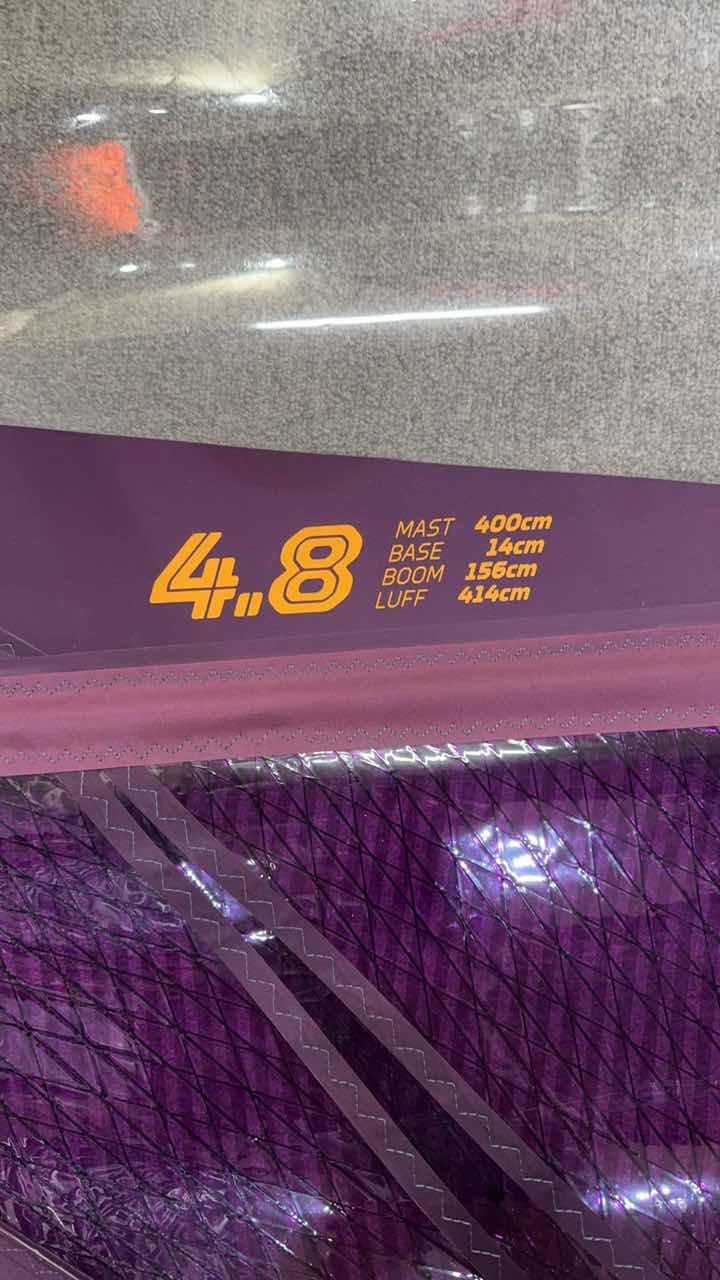 4.8
MAST 400cm
BASE 14cm
BOOM 156cm
LUFF 414cm